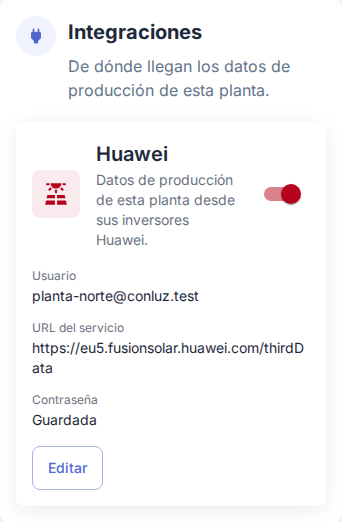 Integraciones
De dónde llegan los datos de
producción de esta planta.
Huawei
Datos de producción
de esta planta desde
sus inversores
Huawei.
Usuario
planta-norte@conluz.test
URL del servicio
https://eu5.fusionsolar.huawei.com/thirdD
ata
Contraseña
Guardada
Editar